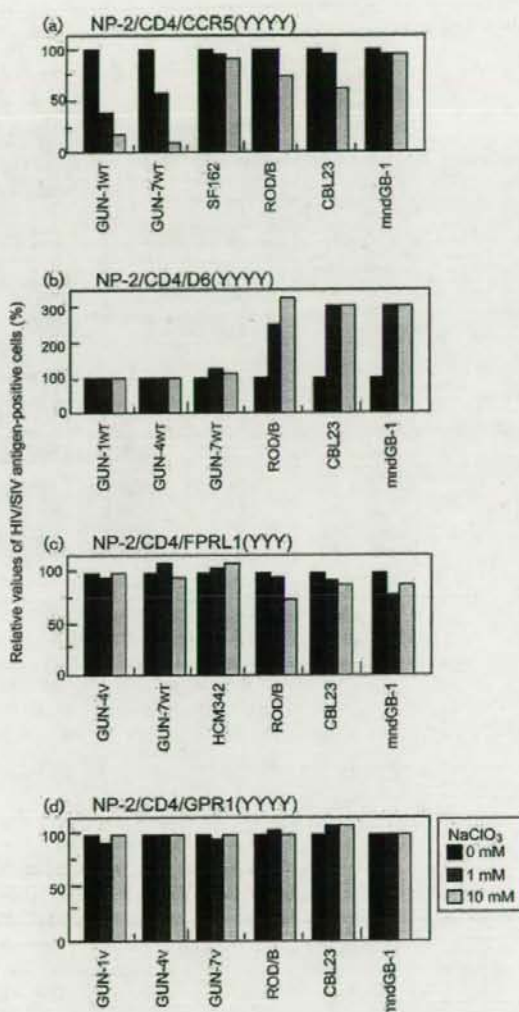 (a) NP-2/CD4/CCR5(YYYY)
100
50
0
GUN-1WT
GUN-7WT
SF162
ROD/B
CBL23
mndGB-1
(b) NP-2/CD4/D6(YYYY)
300
200
100
0
GUN-1WT
GUN-4WT
GUN-7WT
ROD/B
CBL23
mndGB-1
Relative values of HIV/SIV antigen-positive cells (%)
(c) NP-2/CD4/FPRL1(YYY)
100
50
0
GUN-4V
GUN-7WT
HCM342
ROD/B
CBL23
mndGB-1
(d) NP-2/CD4/GPR1(YYYY)
100
50
0
GUN-1V
GUN-4V
GUN-7V
ROD/B
CBL23
mndGB-1
NaClO3
0 mM
1 mM
10 mM